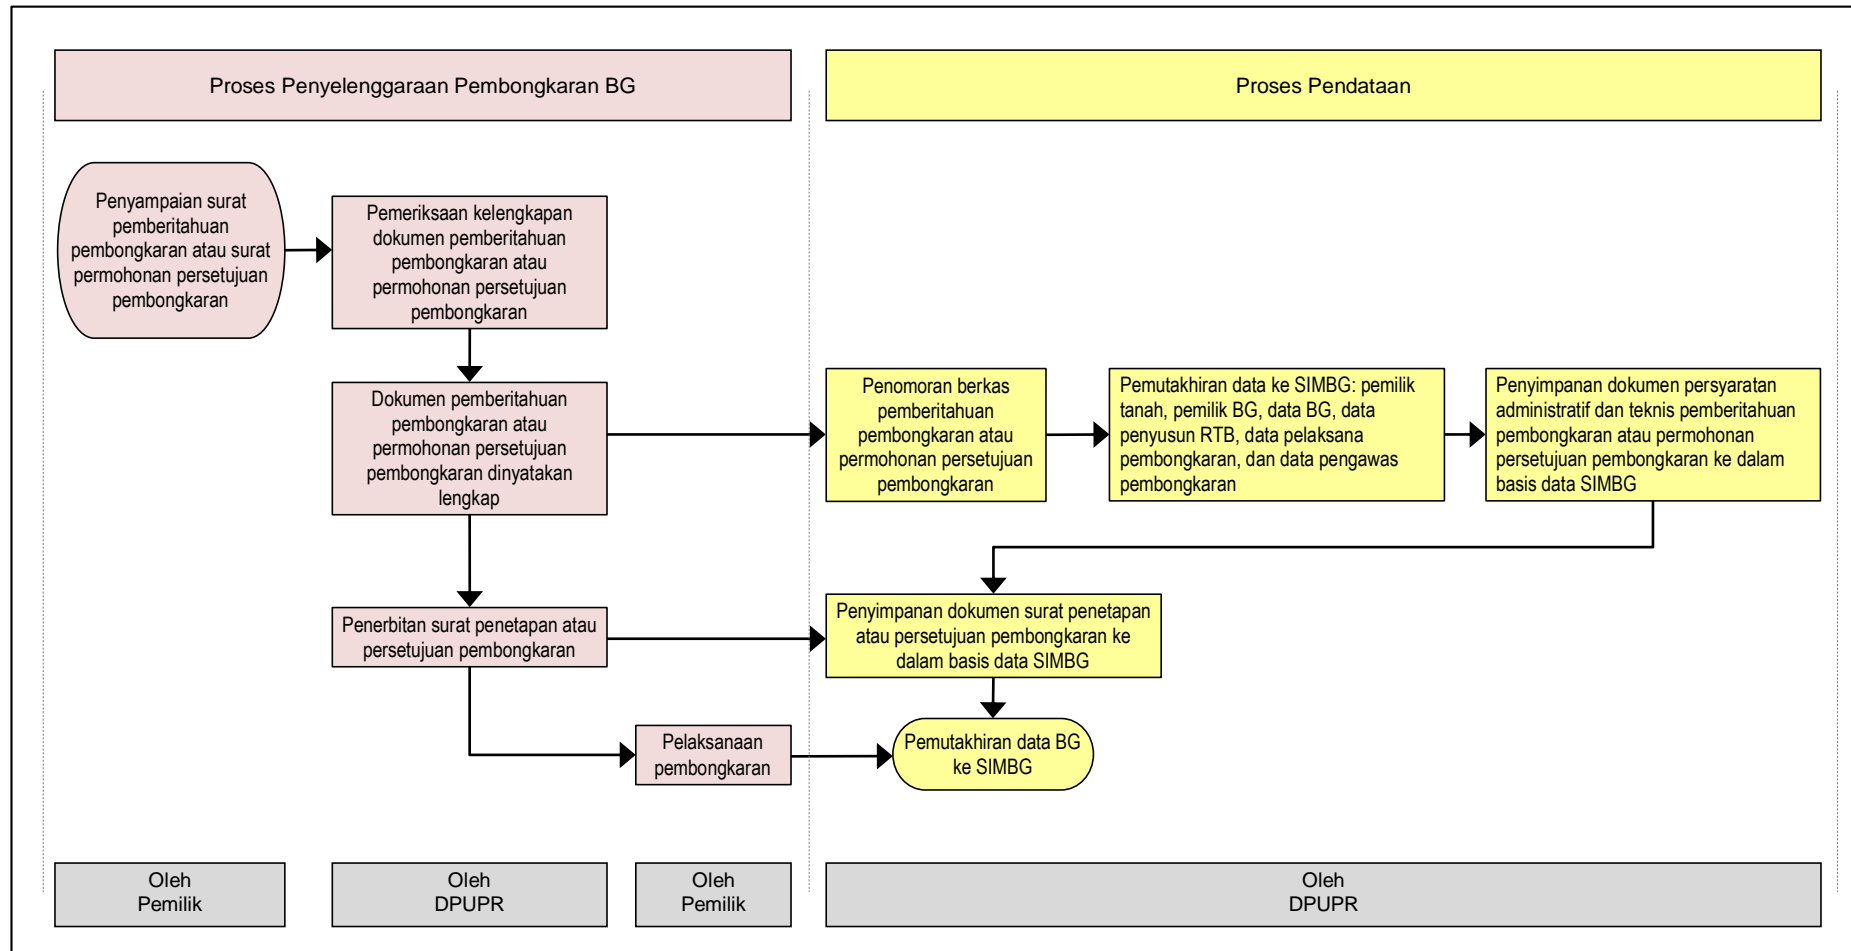 Proses Penyelenggaraan Pembongkaran BG
Proses Pendataan
Penyampaian surat
pemberitahuan
pembongkaran atau surat
permohonan persetujuan
pembongkaran
Pemeriksaan kelengkapan
dokumen pemberitahuan
pembongkaran atau
permohonan persetujuan
pembongkaran
Dokumen pemberitahuan
pembongkaran atau
permohonan persetujuan
pembongkaran dinyatakan
lengkap
Penomoran berkas
pemberitahuan
pembongkaran atau
permohonan persetujuan
pembongkaran
Pemutakhiran data ke SIMBG: pemilik
tanah, pemilik BG, data BG, data
penyusun RTB, data pelaksana
pembongkaran, dan data pengawas
pembongkaran
Penyimpanan dokumen persyaratan
administratif dan teknis pemberitahuan
pembongkaran atau permohonan
persetujuan pembongkaran ke dalam
basis data SIMBG
Penerbitan surat penetapan atau
persetujuan pembongkaran
Penyimpanan dokumen surat penetapan
atau persetujuan pembongkaran ke
dalam basis data SIMBG
Pelaksanaan
pembongkaran
Pemutakhiran data BG
ke SIMBG
Oleh
Pemilik
Oleh
DPUPR
Oleh
Pemilik
Oleh
DPUPR